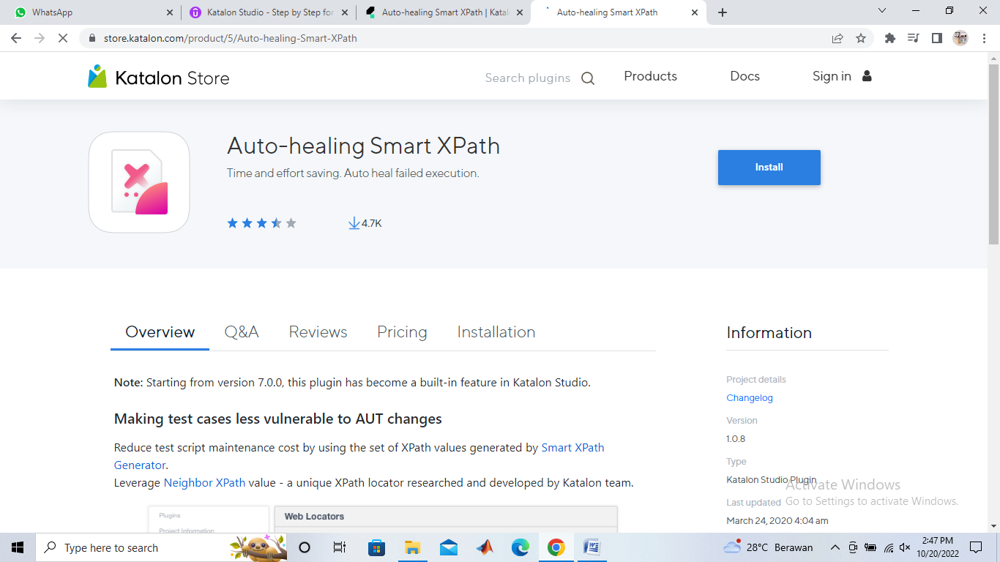 WhatsApp
Katalon Studio - Step by Step for
Auto-healing Smart XPath | Katal
Auto-healing Smart XPath
store.katalon.com/product/5/Auto-healing-Smart-XPath
Katalon Store
Search plugins
Products
Docs
Sign in
Auto-healing Smart XPath
Time and effort saving. Auto heal failed execution.
Install
4.7K
Overview
Q&A
Reviews
Pricing
Installation
Information
Note: Starting from version 7.0.0, this plugin has become a built-in feature in Katalon Studio.
Making test cases less vulnerable to AUT changes
Reduce test script maintenance cost by using the set of XPath values generated by Smart XPath
Generator.
Leverage Neighbor XPath value - a unique XPath locator researched and developed by Katalon team.
Plugins
Project Information
Web Locators
Project details
Changelog
Version
1.0.8
Type
Katalon Studio Plugin
Last updated
March 24, 2020 4:04 am
Activate Windows
Go to Settings to activate Windows.
Type here to search
28°C Berawan
2:47 PM
10/20/2022